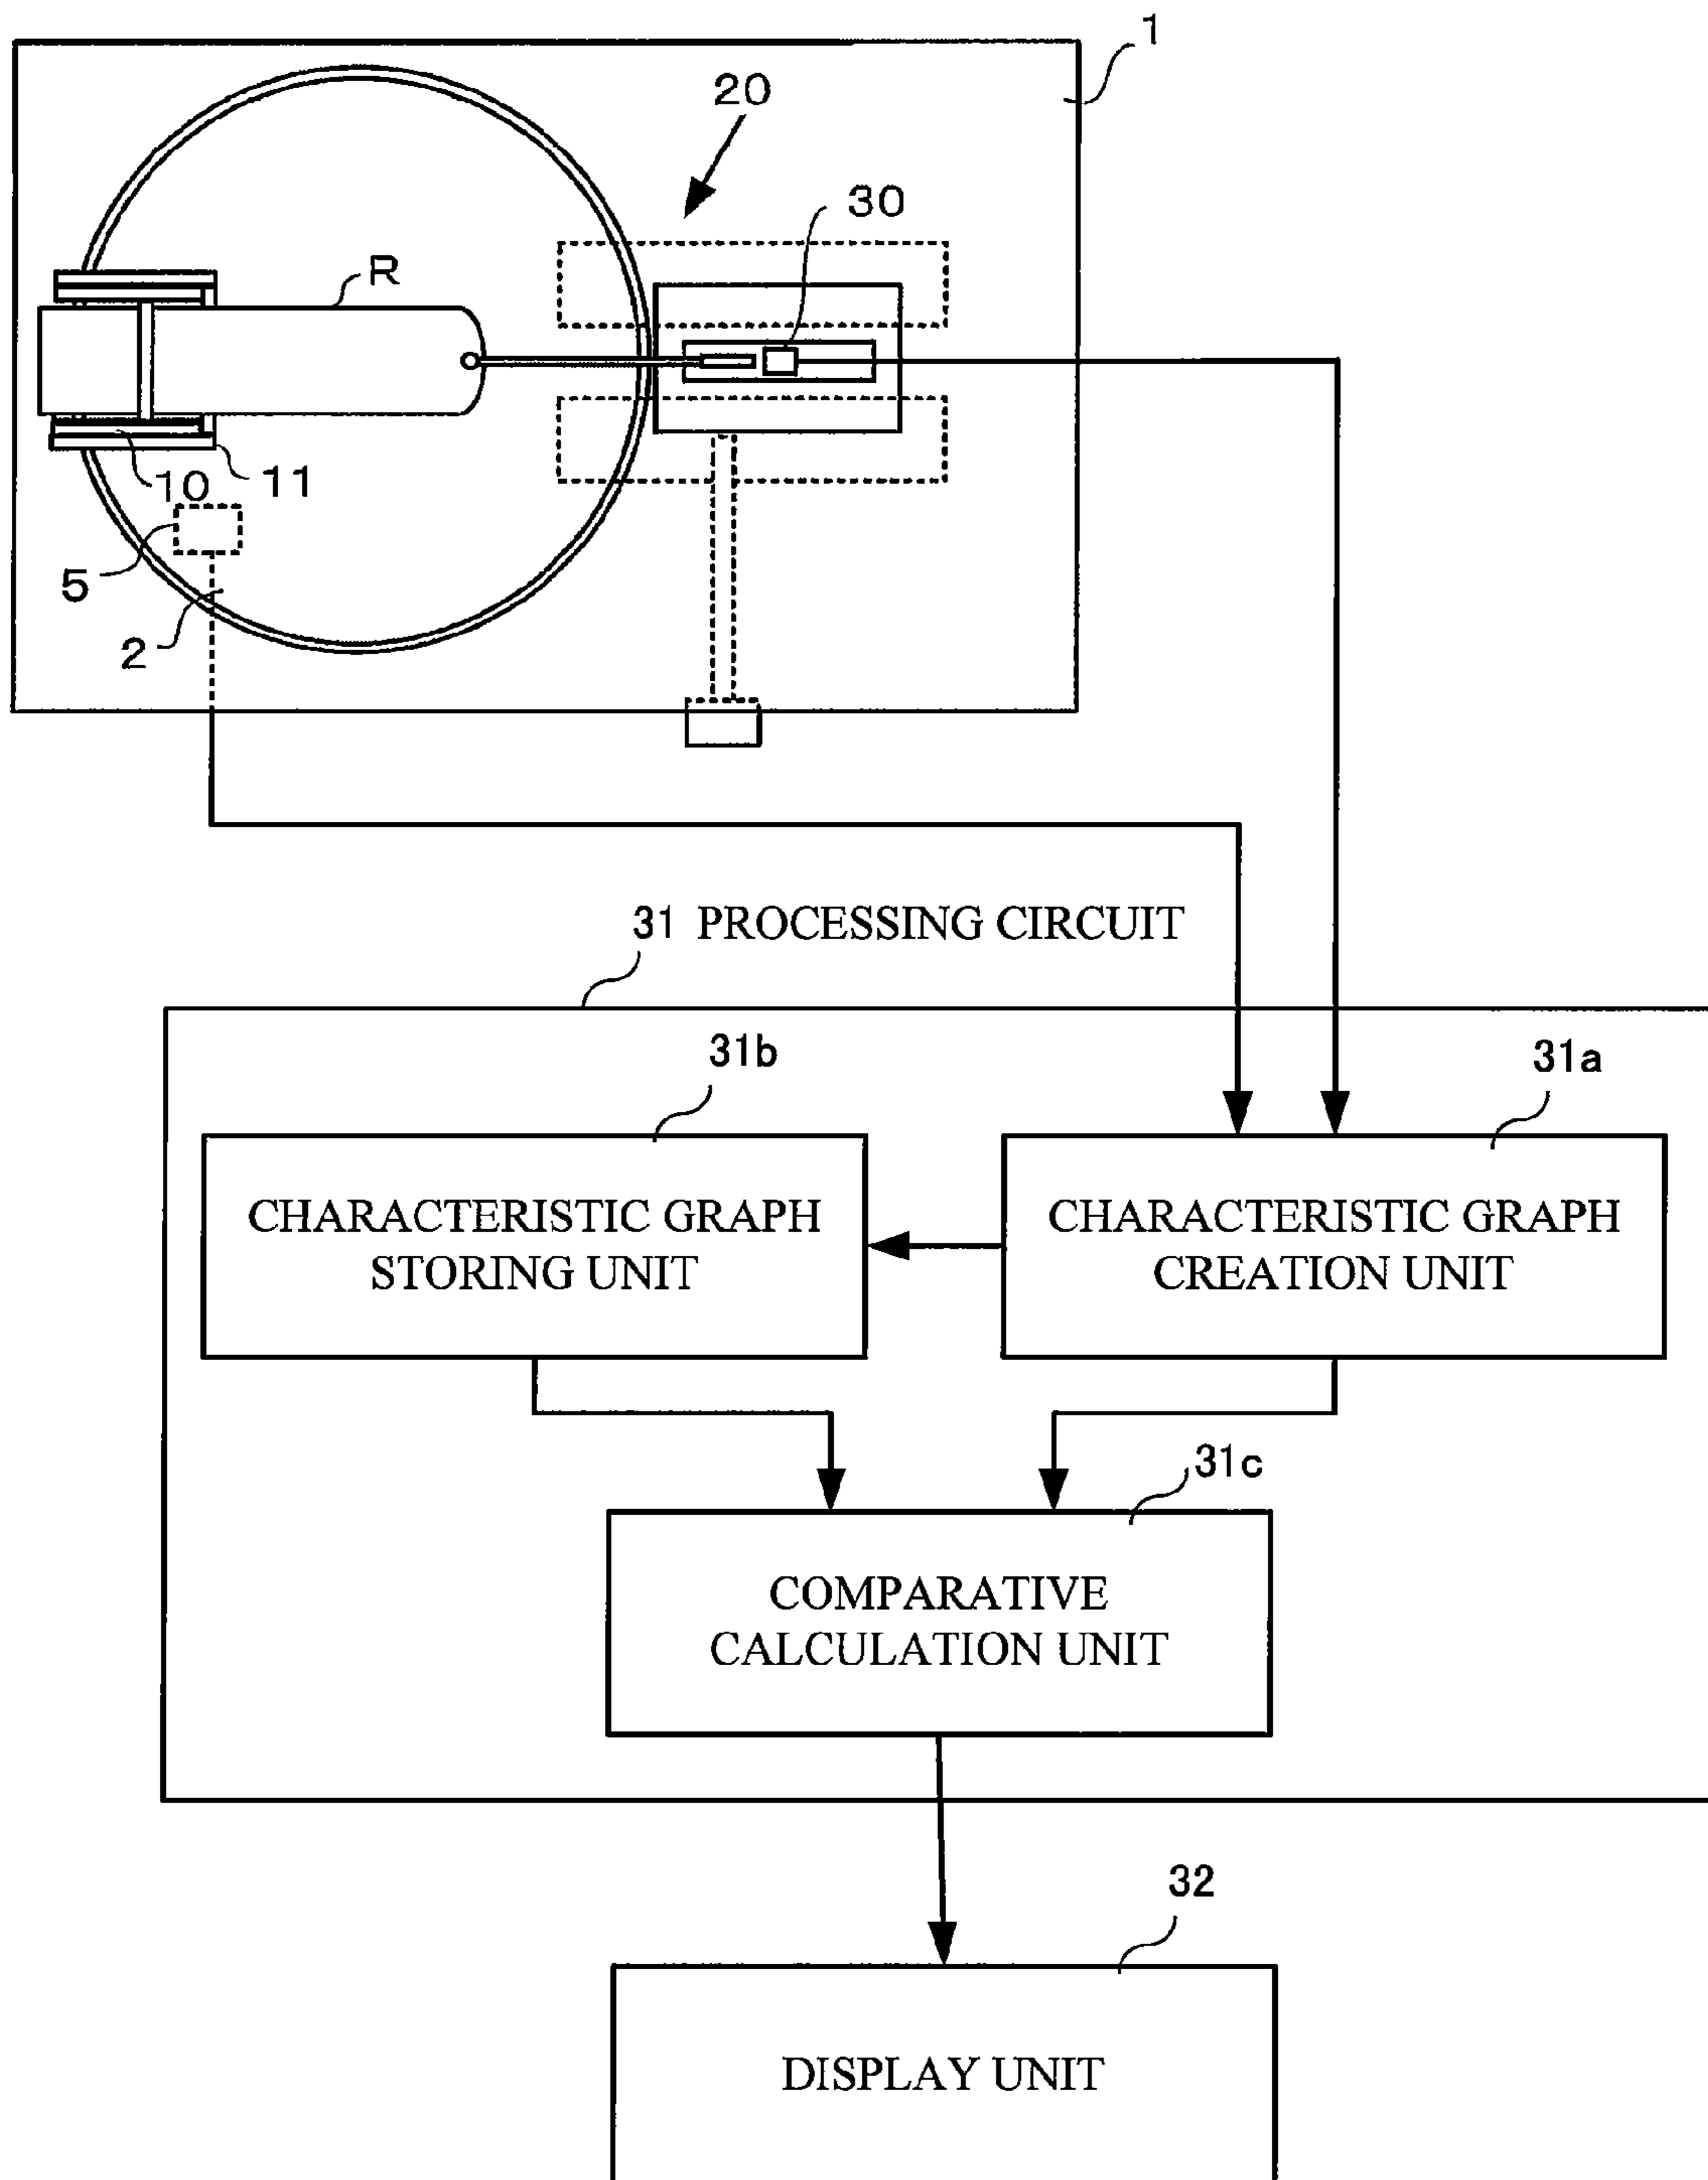 1
20
30
R
10
11
5
2
31 PROCESSING CIRCUIT
31b
31a
CHARACTERISTIC GRAPH
STORING UNIT
CHARACTERISTIC GRAPH
CREATION UNIT
31c
COMPARATIVE
CALCULATION UNIT
32
DISPLAY UNIT